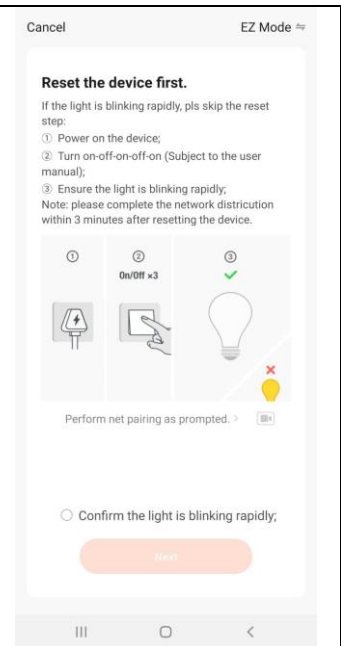 Cancel
EZ Mode
Reset the device first.
If the light is blinking rapidly, pls skip the reset
step:
① Power on the device;
② Turn on-off-on-off-on (Subject to the user
manual);
③ Ensure the light is blinking rapidly;
Note: please complete the network districution
within 3 minutes after resetting the device.
①
②
③
On/Off ×3
Perform net pairing as prompted. >
Confirm the light is blinking rapidly;
Next